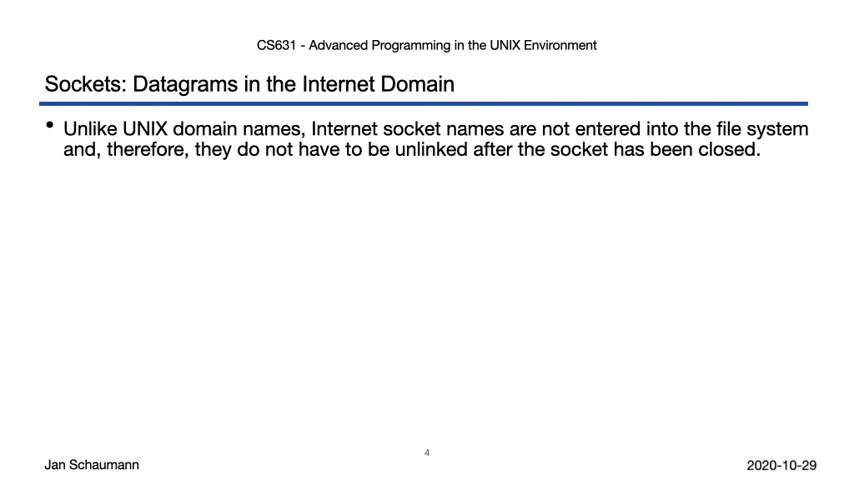 CS631 - Advanced Programming in the UNIX Environment
Sockets: Datagrams in the Internet Domain
• Unlike UNIX domain names, Internet socket names are not entered into the file system
and, therefore, they do not have to be unlinked after the socket has been closed.
4
Jan Schaumann
2020-10-29